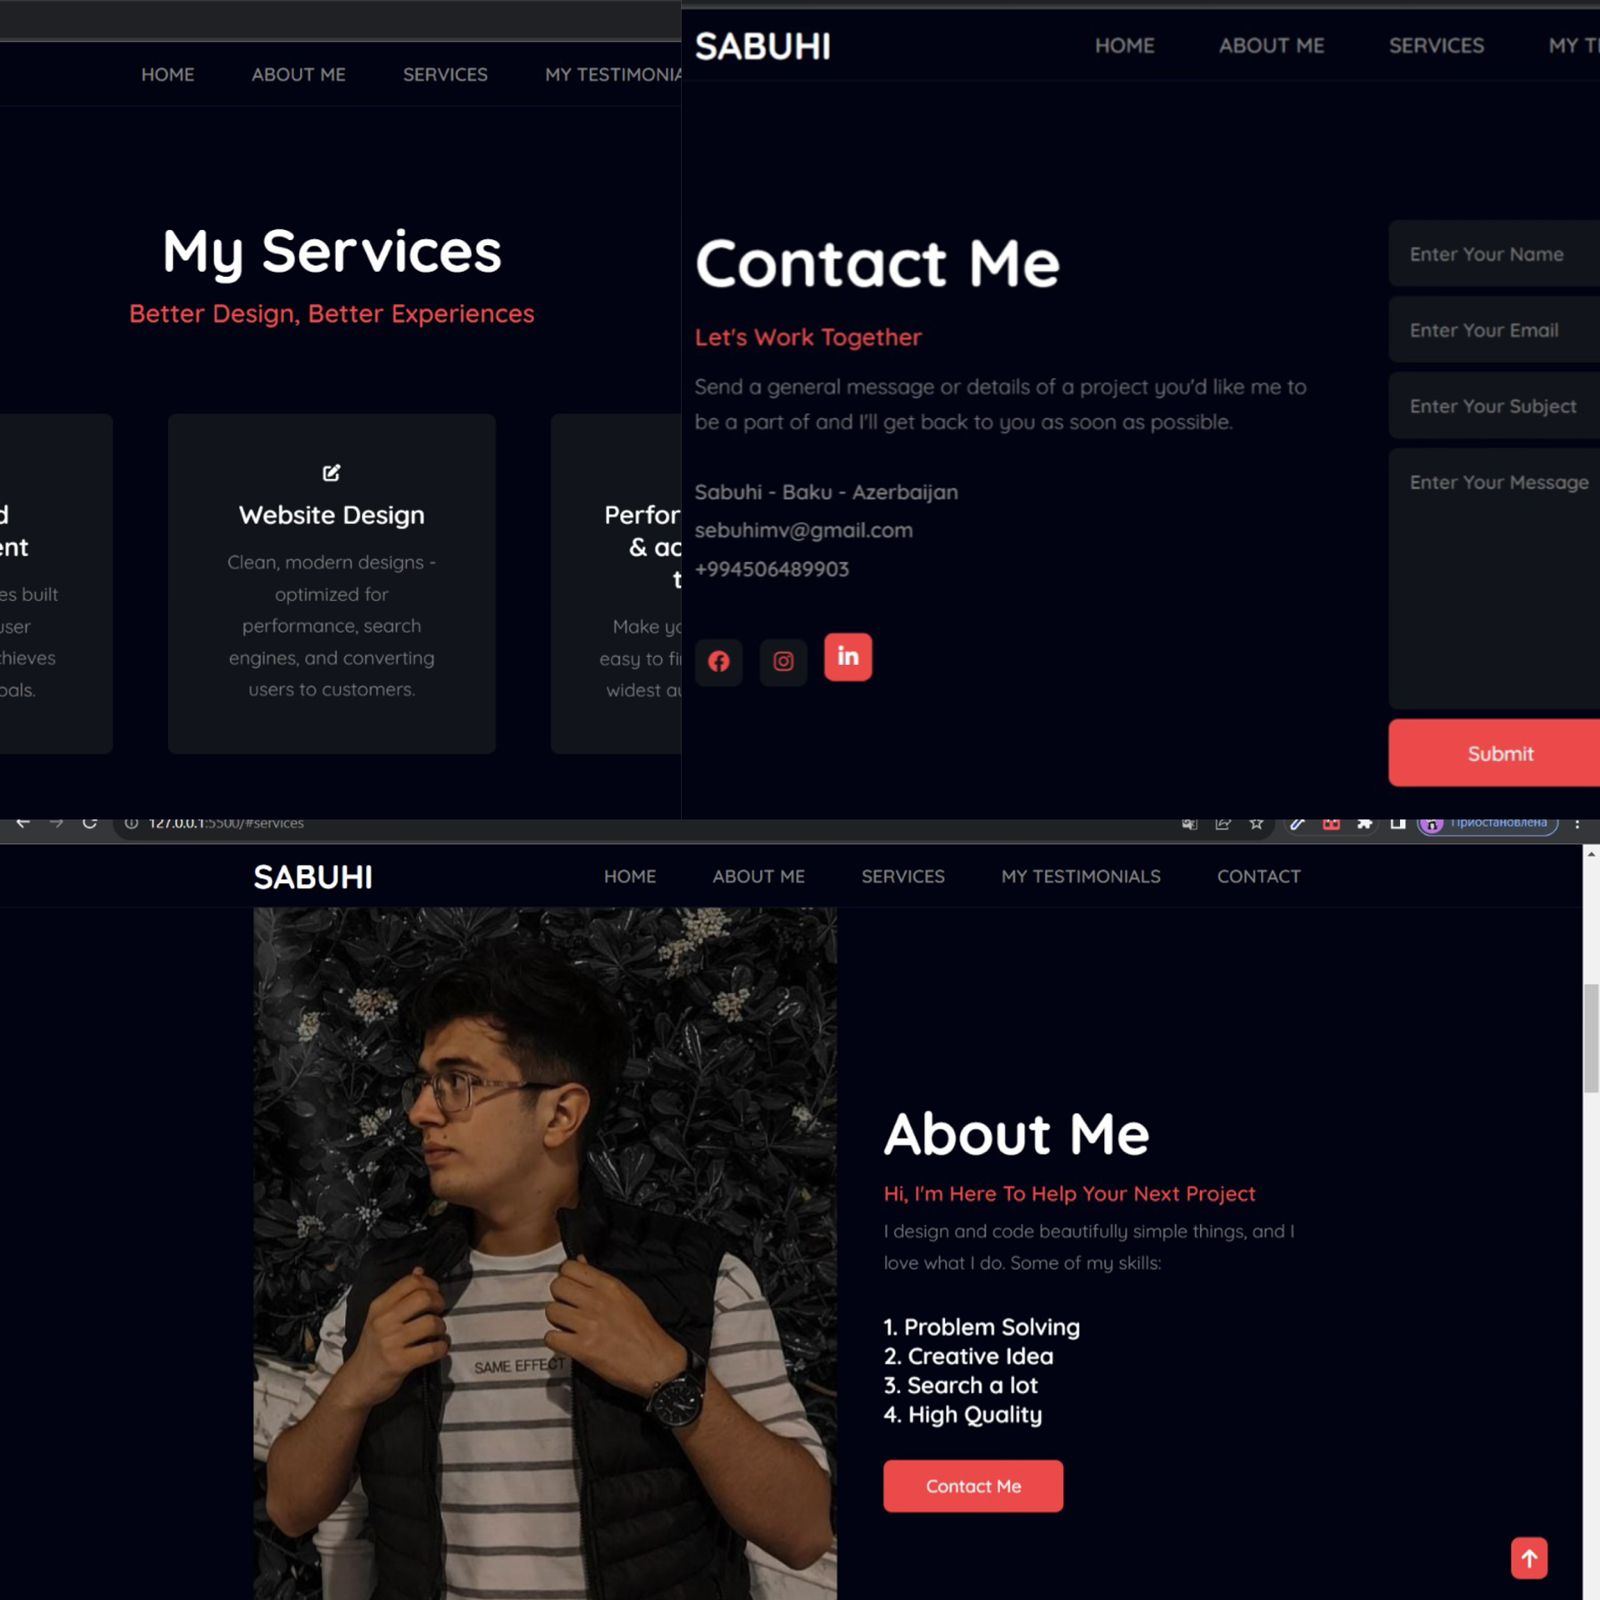 HOME ABOUT ME SERVICES MY TESTIMONIA
My Services
Better Design, Better Experiences
d
ent
es built
user
hieves
oals.
Website Design
Clean, modern designs -
optimized for
performance, search
engines, and converting
users to customers.
Perfor
& ac
t
Make yo
easy to fi
widest au
SABUHI HOME ABOUT ME SERVICES MY T
Contact Me
Let's Work Together
Send a general message or details of a project you'd like me to
be a part of and I'll get back to you as soon as possible.
Sabuhi - Baku - Azerbaijan
sebuhimv@gmail.com
+994506489903
in
Enter Your Name
Enter Your Email
Enter Your Subject
Enter Your Message
Submit
127.0.0.1:5500/#services Приостановлена
SABUHI HOME ABOUT ME SERVICES MY TESTIMONIALS CONTACT
SAME EFFECT
About Me
Hi, I'm Here To Help Your Next Project
I design and code beautifully simple things, and I
love what I do. Some of my skills:
1. Problem Solving
2. Creative Idea
3. Search a lot
4. High Quality
Contact Me